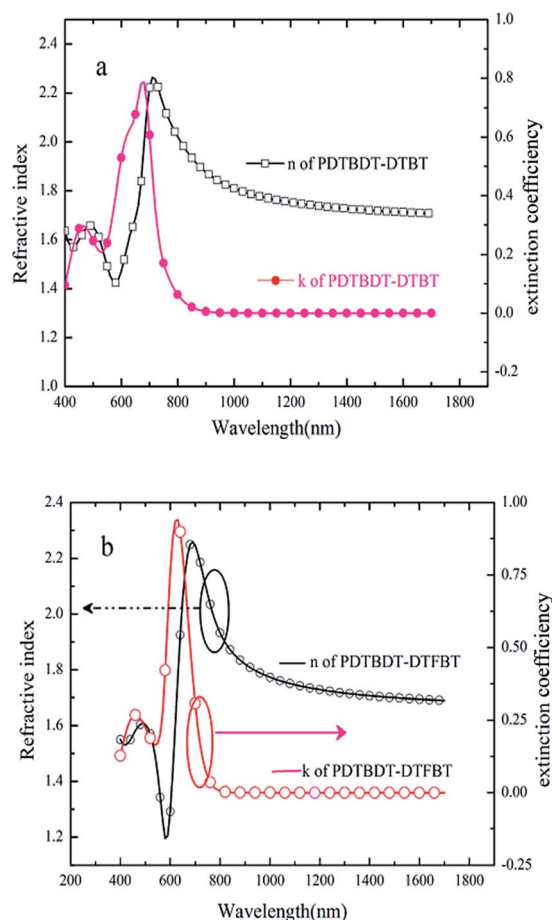 a
2.4
2.2
2.0
1.8
1.6
1.4
1.2
1.0
Refractive index
1.0
0.8
0.6
0.4
0.2
0.0
-0.2
extinction coefficiency
n of PDTBDT-DTBT
k of PDTBDT-DTBT
400 600 800 1000 1200 1400 1600 1800
Wavelength(nm)
b
2.4
2.2
2.0
1.8
1.6
1.4
1.2
Refractive index
1.00
0.75
0.50
0.25
0.00
-0.25
extinction coefficiency
n of PDTBDT-DTFBT
k of PDTBDT-DTFBT
200 400 600 800 1000 1200 1400 1600 1800
Wavelength(nm)